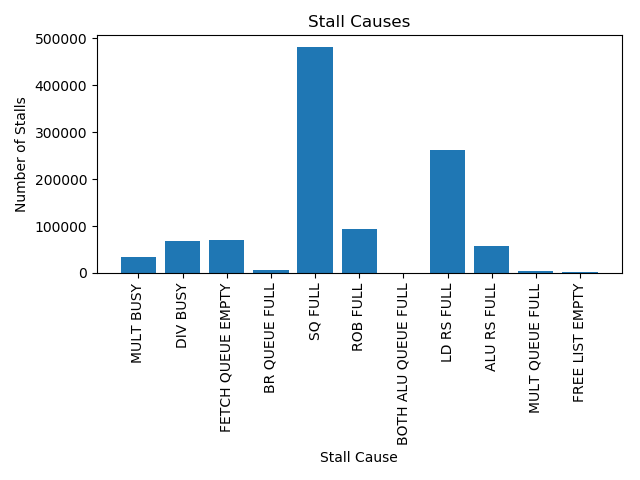 Stall Causes
Number of Stalls
500000
400000
300000
200000
100000
0
MULT BUSY
DIV BUSY
FETCH QUEUE EMPTY
BR QUEUE FULL
SQ FULL
ROB FULL
BOTH ALU QUEUE FULL
LD RS FULL
ALU RS FULL
MULT QUEUE FULL
FREE LIST EMPTY
Stall Cause